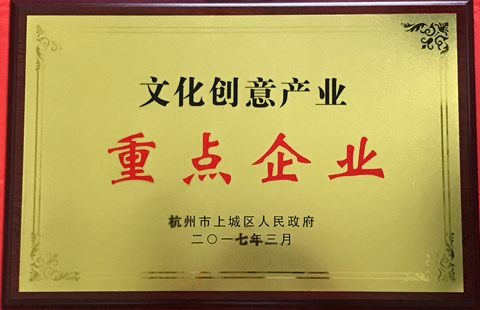 文化创意产业
重点企业
杭州市上城区人民政府
二〇一七年三月